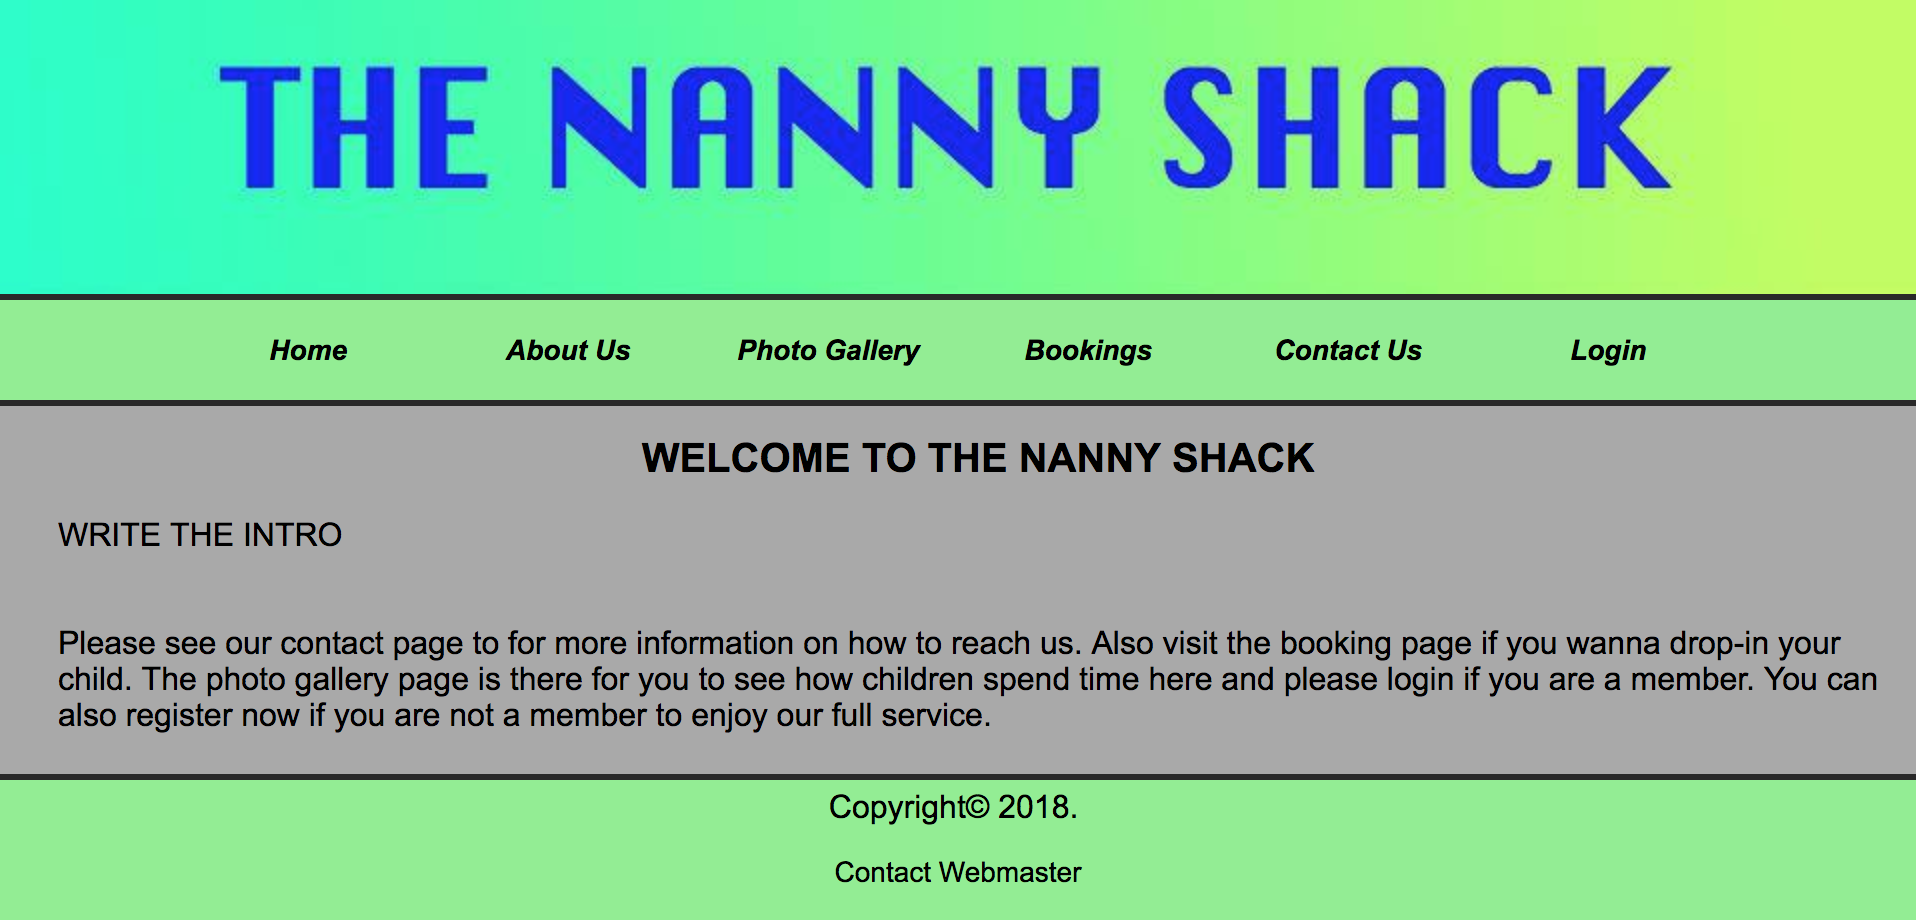 THE NANNY SHACK
Home About Us Photo Gallery Bookings Contact Us Login
WELCOME TO THE NANNY SHACK
WRITE THE INTRO
Please see our contact page to for more information on how to reach us. Also visit the booking page if you wanna drop-in your
child. The photo gallery page is there for you to see how children spend time here and please login if you are a member. You can
also register now if you are not a member to enjoy our full service.
Copyright© 2018.
Contact Webmaster